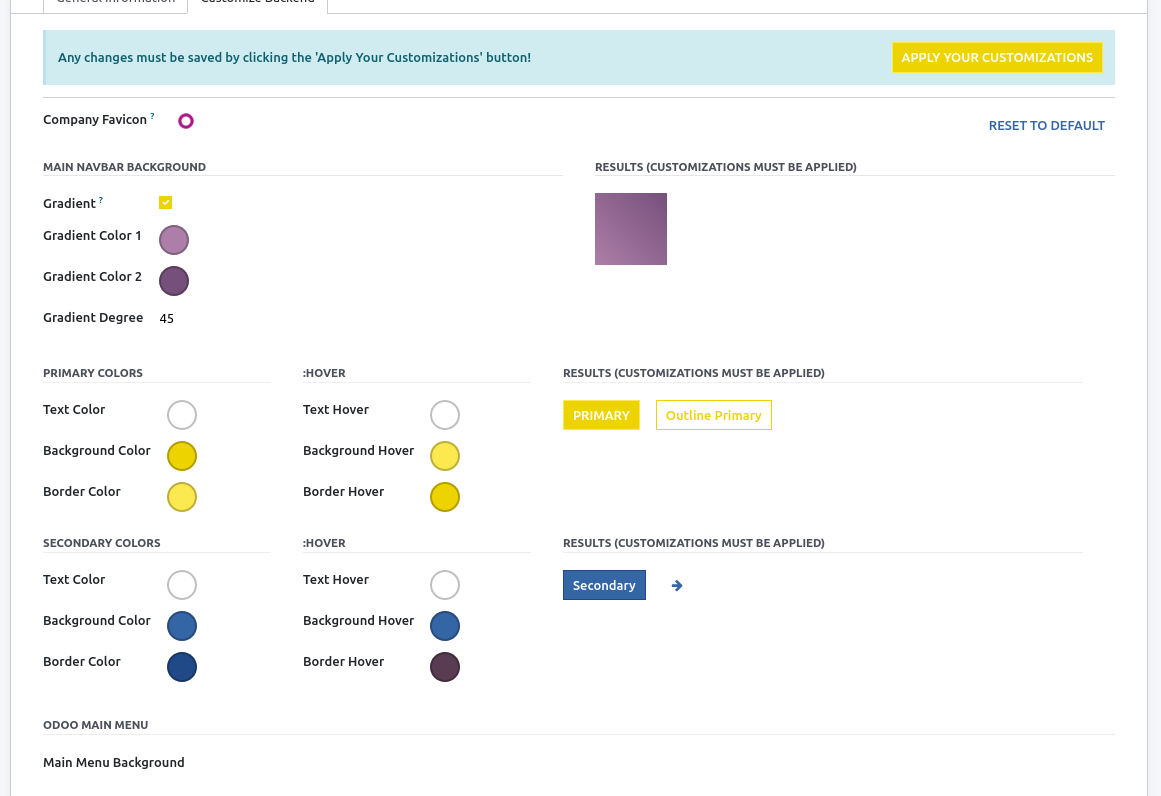 General Information Customize Backend
Any changes must be saved by clicking the 'Apply Your Customizations' button! APPLY YOUR CUSTOMIZATIONS
Company Favicon ?
RESET TO DEFAULT
MAIN NAVBAR BACKGROUND
RESULTS (CUSTOMIZATIONS MUST BE APPLIED)
Gradient ?
Gradient Color 1
Gradient Color 2
Gradient Degree 45
PRIMARY COLORS :HOVER RESULTS (CUSTOMIZATIONS MUST BE APPLIED)
Text Color Text Hover PRIMARY Outline Primary
Background Color Background Hover
Border Color Border Hover
SECONDARY COLORS :HOVER RESULTS (CUSTOMIZATIONS MUST BE APPLIED)
Text Color Text Hover Secondary
Background Color Background Hover
Border Color Border Hover
ODOO MAIN MENU
Main Menu Background